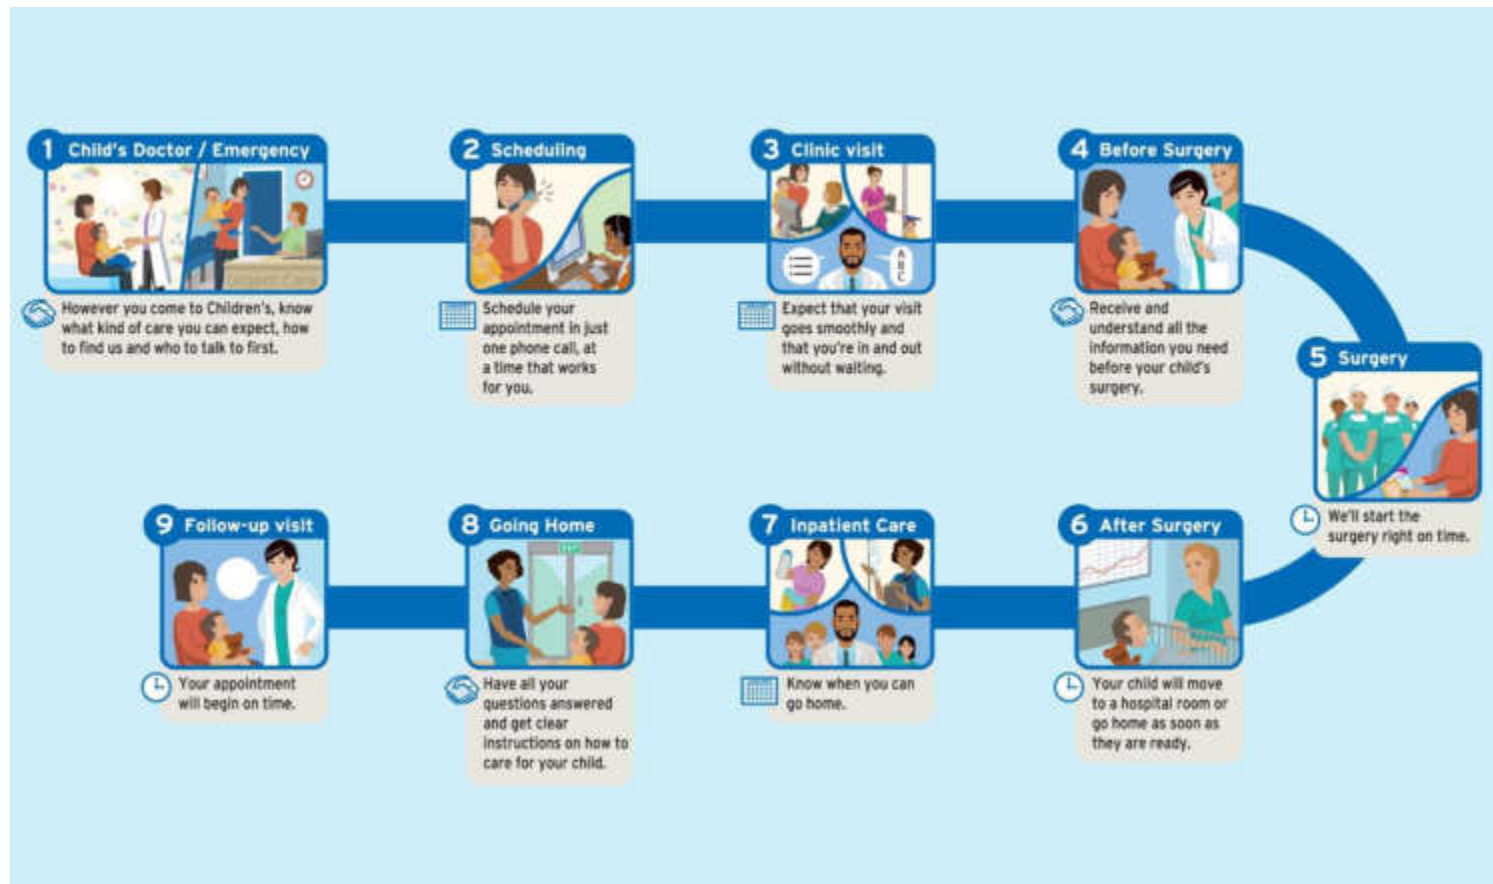 1 Child's Doctor / Emergency
However you come to Children's, know
what kind of care you can expect, how
to find us and who to talk to first.
2 Scheduling
Schedule your
appointment in just
one phone call, at
a time that works
for you.
3 Clinic visit
A
B
C
Expect that your visit
goes smoothly and
that you're in and out
without waiting.
4 Before Surgery
Receive and
understand all the
information you need
before your child's
surgery.
5 Surgery
We'll start the
surgery right on time.
6 After Surgery
Your child will move
to a hospital room or
go home as soon as
they are ready.
7 Inpatient Care
Know when you can
go home.
8 Going Home
EXIT
Have all your
questions answered
and get clear
instructions on how to
care for your child.
9 Follow-up visit
Your appointment
will begin on time.